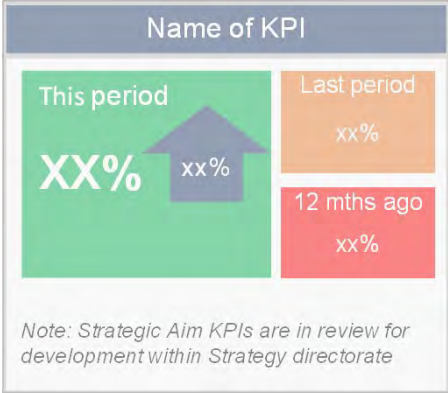 Name of KPI
This period
XX%
xx%
Last period
xx%
12 mths ago
xx%
Note: Strategic Aim KPIs are in review for
development within Strategy directorate